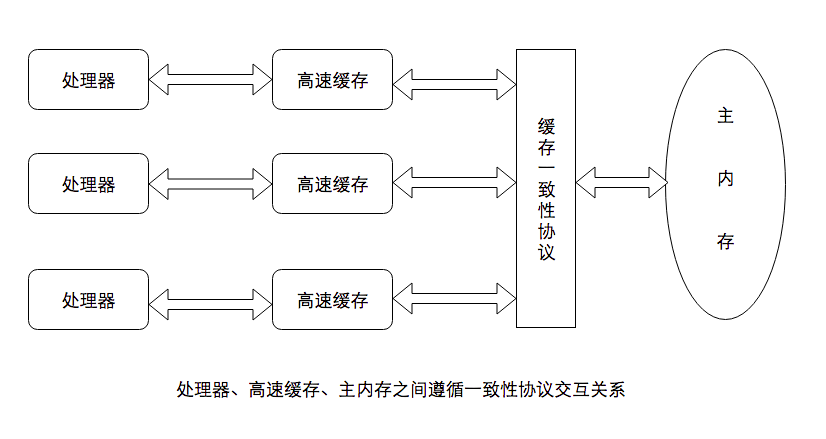 处理器
高速缓存
处理器
高速缓存
处理器
高速缓存
缓存一致性协议
主内存
处理器、高速缓存、主内存之间遵循一致性协议交互关系